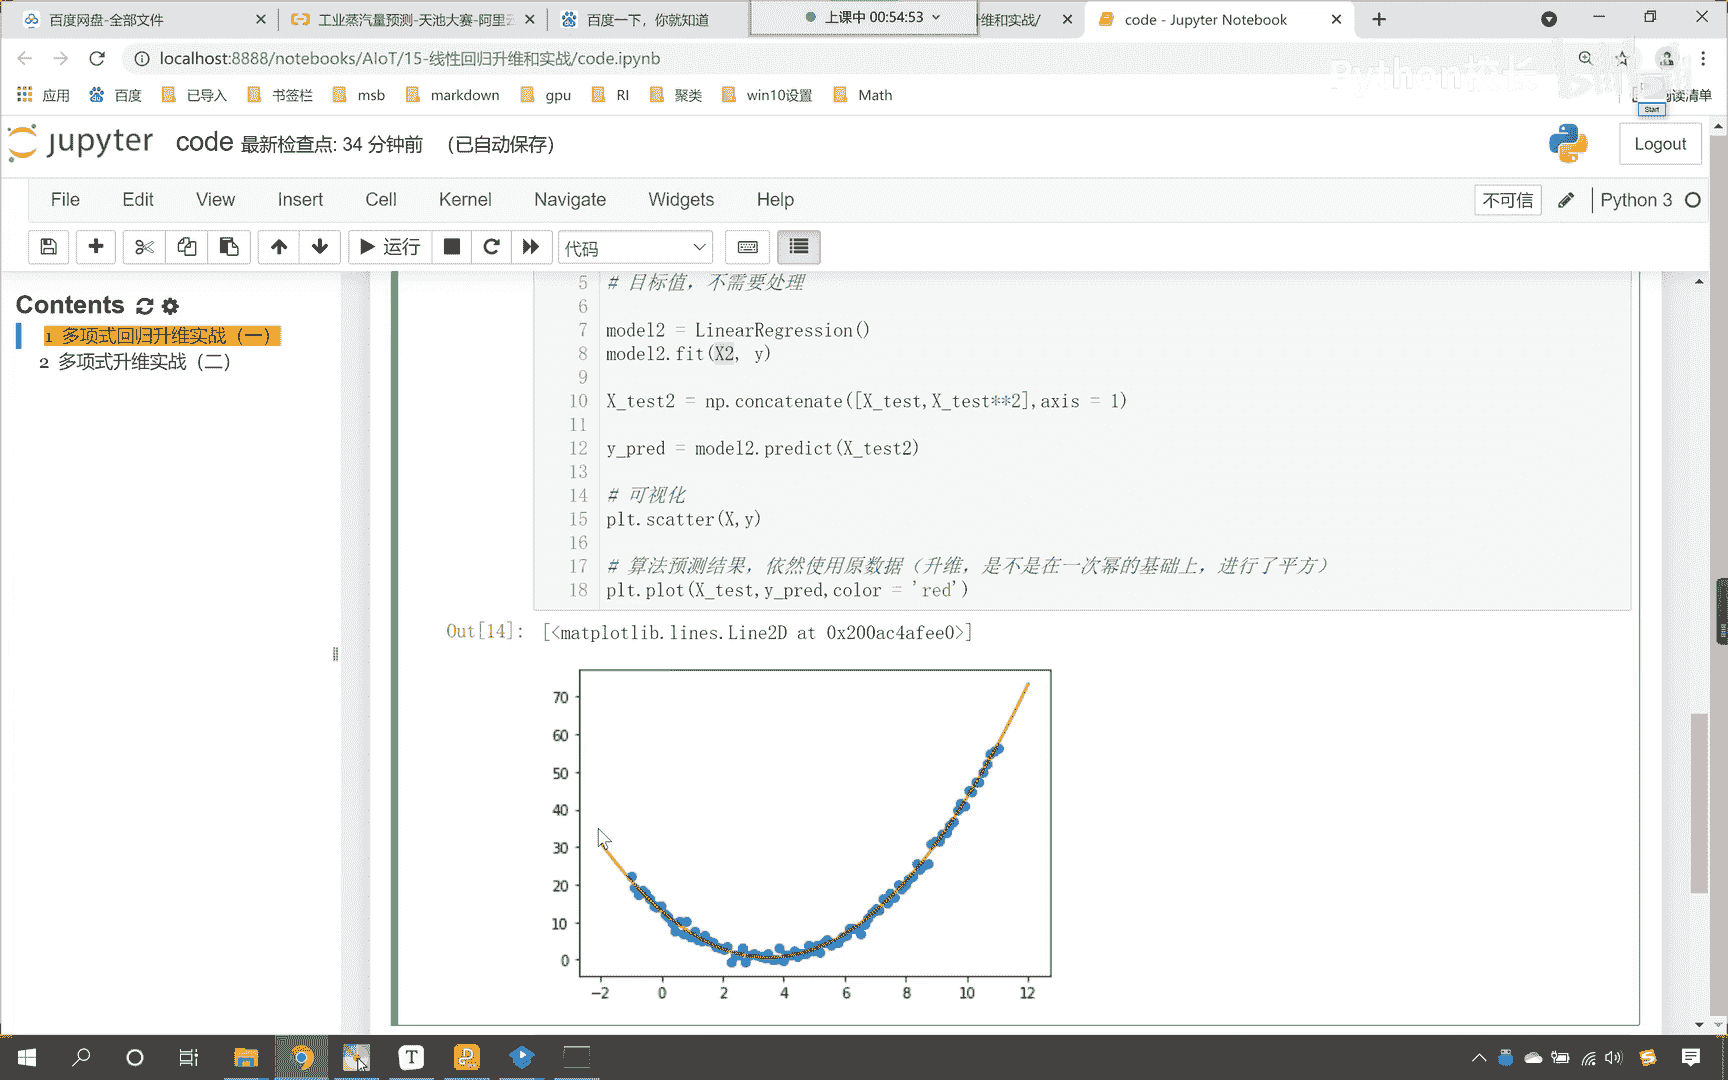 百度网盘-全部文件
工业蒸汽量预测-天池大赛-阿里云
百度一下，你就知道
上课中 00:54:53
维和实战/
code - Jupyter Notebook
localhost:8888/notebooks/AIoT/15-线性回归升维和实战/code.ipynb
应用
百度
已导入
书签栏
msb
markdown
gpu
RI
聚类
win10设置
Math
阅读清单
Start
jupyter
code 最新检查点: 34 分钟前 (已自动保存)
Logout
File
Edit
View
Insert
Cell
Kernel
Navigate
Widgets
Help
不可信
Python 3
运行
代码
Contents
1 多项式回归升维实战（一）
2 多项式升维实战（二）
5 # 目标值，不需要处理
6
7 model2 = LinearRegression()
8 model2.fit(X2, y)
9
10 X_test2 = np.concatenate([X_test,X_test**2],axis = 1)
11
12 y_pred = model2.predict(X_test2)
13
14 # 可视化
15 plt.scatter(X,y)
16
17 # 算法预测结果，依然使用原数据（升维，是不是在一次幂的基础上，进行了平方）
18 plt.plot(X_test,y_pred,color = 'red')
Out[14]: [<matplotlib.lines.Line2D at 0x200ac4afee0>]
70
60
50
40
30
20
10
0
−2 0 2 4 6 8 10 12